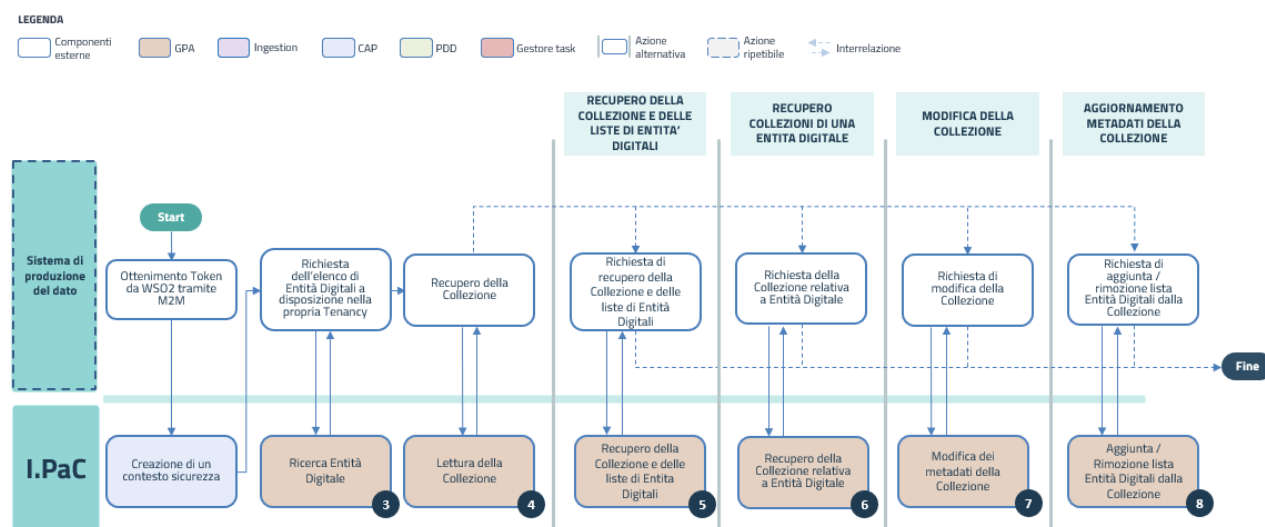 LEGENDA
Componenti
esterne
GPA
Ingestion
CAP
PDD
Gestore task
Azione
alternativa
Azione
ripetibile
Interrelazione
RECUPERO DELLA
COLLEZIONE E DELLE
LISTE DI ENTITA’
DIGITALI
RECUPERO
COLLEZIONI DI UNA
ENTITA DIGITALE
MODIFICA DELLA
COLLEZIONE
AGGIORNAMENTO
METADATI DELLA
COLLEZIONE
Sistema di
produzione
del dato
Start
Ottenimento Token
da WSO2 tramite
M2M
Richiesta
dell’elenco di
Entità Digitali a
disposizione nella
propria Tenancy
Recupero della
Collezione
Richiesta di
recupero della
Collezione e delle
liste di Entità
Digitali
Richiesta della
Collezione relativa
a Entità Digitale
Richiesta di
modifica della
Collezione
Richiesta di
aggiunta /
rimozione lista
Entità Digitali dalla
Collezione
Fine
I.PaC
Creazione di un
contesto sicurezza
Ricerca Entità
Digitale
3
Lettura della
Collezione
4
Recupero della
Collezione e delle
liste di Entita
Digitali
5
Recupero della
Collezione relativa
a Entità Digitale
6
Modifica dei
metadati della
Collezione
7
Aggiunta /
Rimozione lista
Entità Digitali dalla
Collezione
8